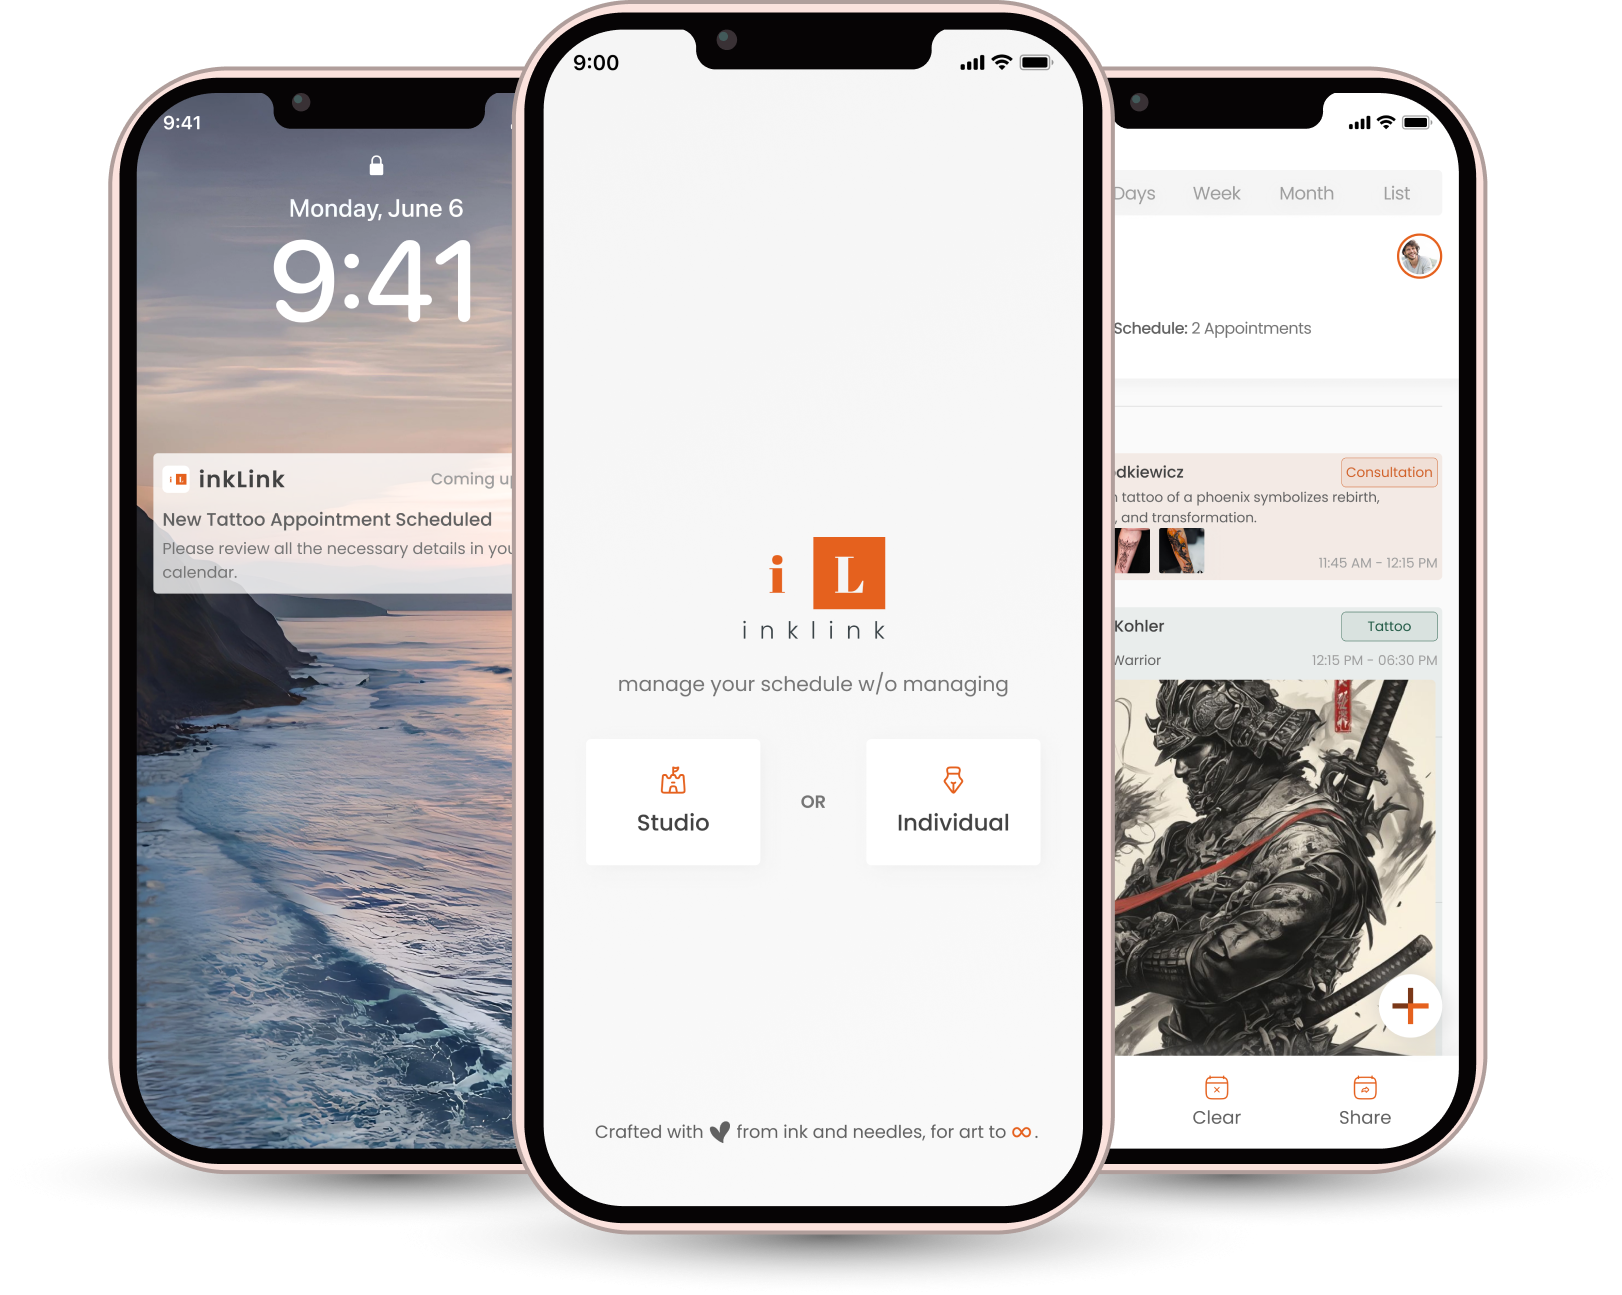 9:41
Monday, June 6
9:41
inkLink
Coming
New Tattoo Appointment Scheduled
Please review all the necessary details in
calendar.
9:00
i L
inklink
manage your schedule w/o managing
Studio
OR
Individual
Crafted with from ink and needles, for art to ∞.
Days Week Month List
Schedule: 2 Appointments
Consultation
tattoo of a phoenix symbolizes rebirth,
, and transformation.
11:45 AM - 12:15 PM
Kohler
Tattoo
Warrior
12:15 PM - 06:30 PM
Clear
Share